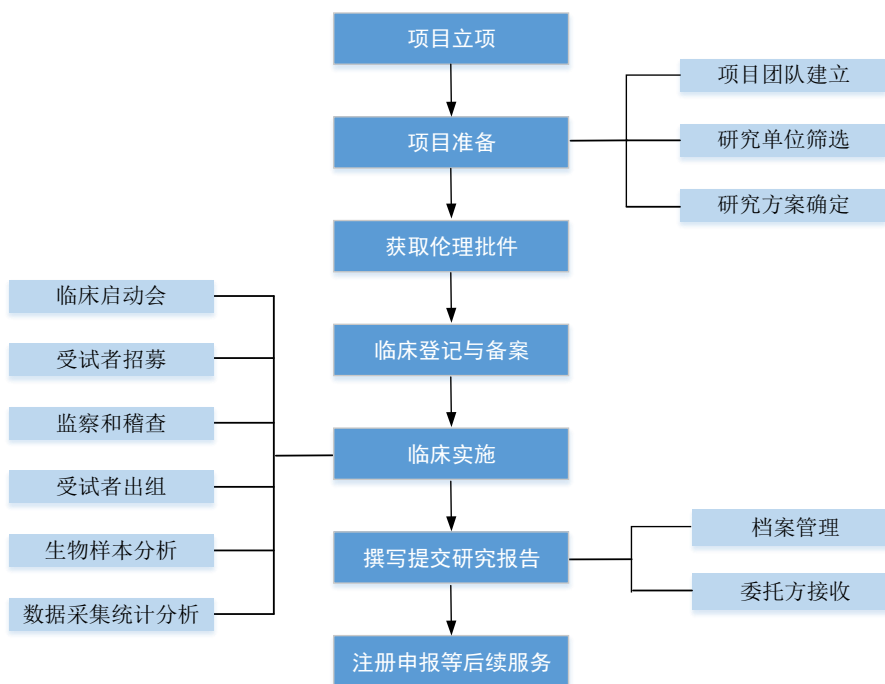 项目立项
项目准备
项目团队建立
研究单位筛选
研究方案确定
获取伦理批件
临床登记与备案
临床实施
临床启动会
受试者招募
监察和稽查
受试者出组
生物样本分析
数据采集统计分析
撰写提交研究报告
档案管理
委托方接收
注册申报等后续服务